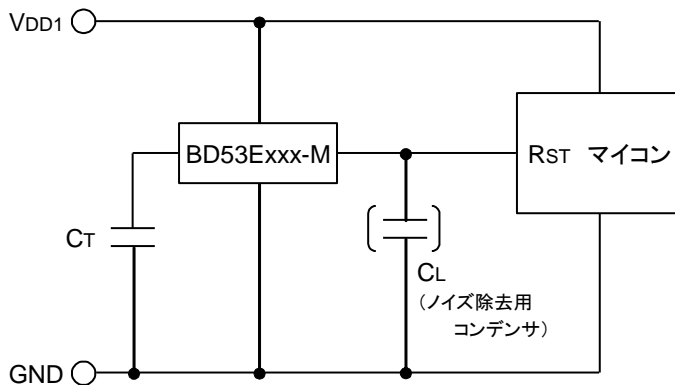 VDD1
BD53Exxx-M
RST マイコン
CT
CL
（ノイズ除去用
コンデンサ）
GND